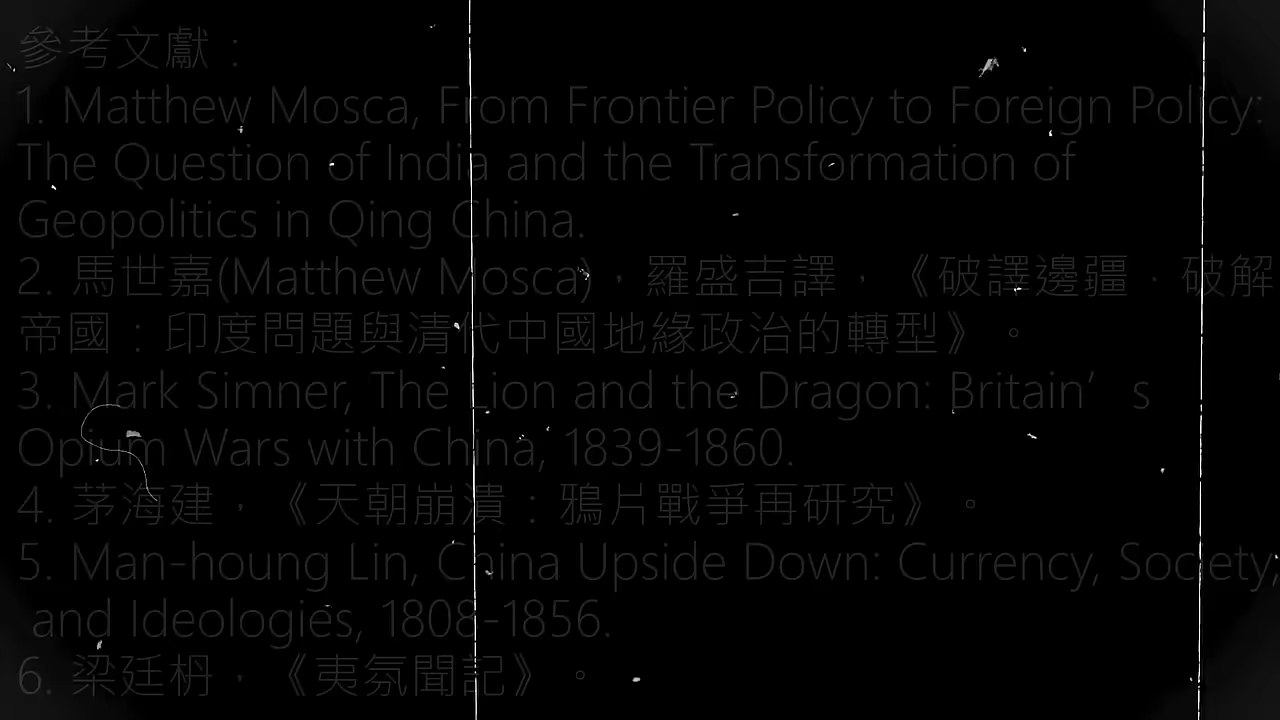 參考文獻：
1. Matthew Mosca, From Frontier Policy to Foreign Policy:
The Question of India and the Transformation of
Geopolitics in Qing China.
2. 馬世嘉(Matthew Mosca)，羅盛吉譯，《破譯邊疆．破解
帝國：印度問題與清代中國地緣政治的轉型》。
3. Mark Simner, The Lion and the Dragon: Britain’s
Opium Wars with China, 1839-1860.
4. 茅海建，《天朝崩潰：鴉片戰爭再研究》。
5. Man-houng Lin, China Upside Down: Currency, Society,
and Ideologies, 1808-1856.
6. 梁廷枏，《夷氛聞記》。